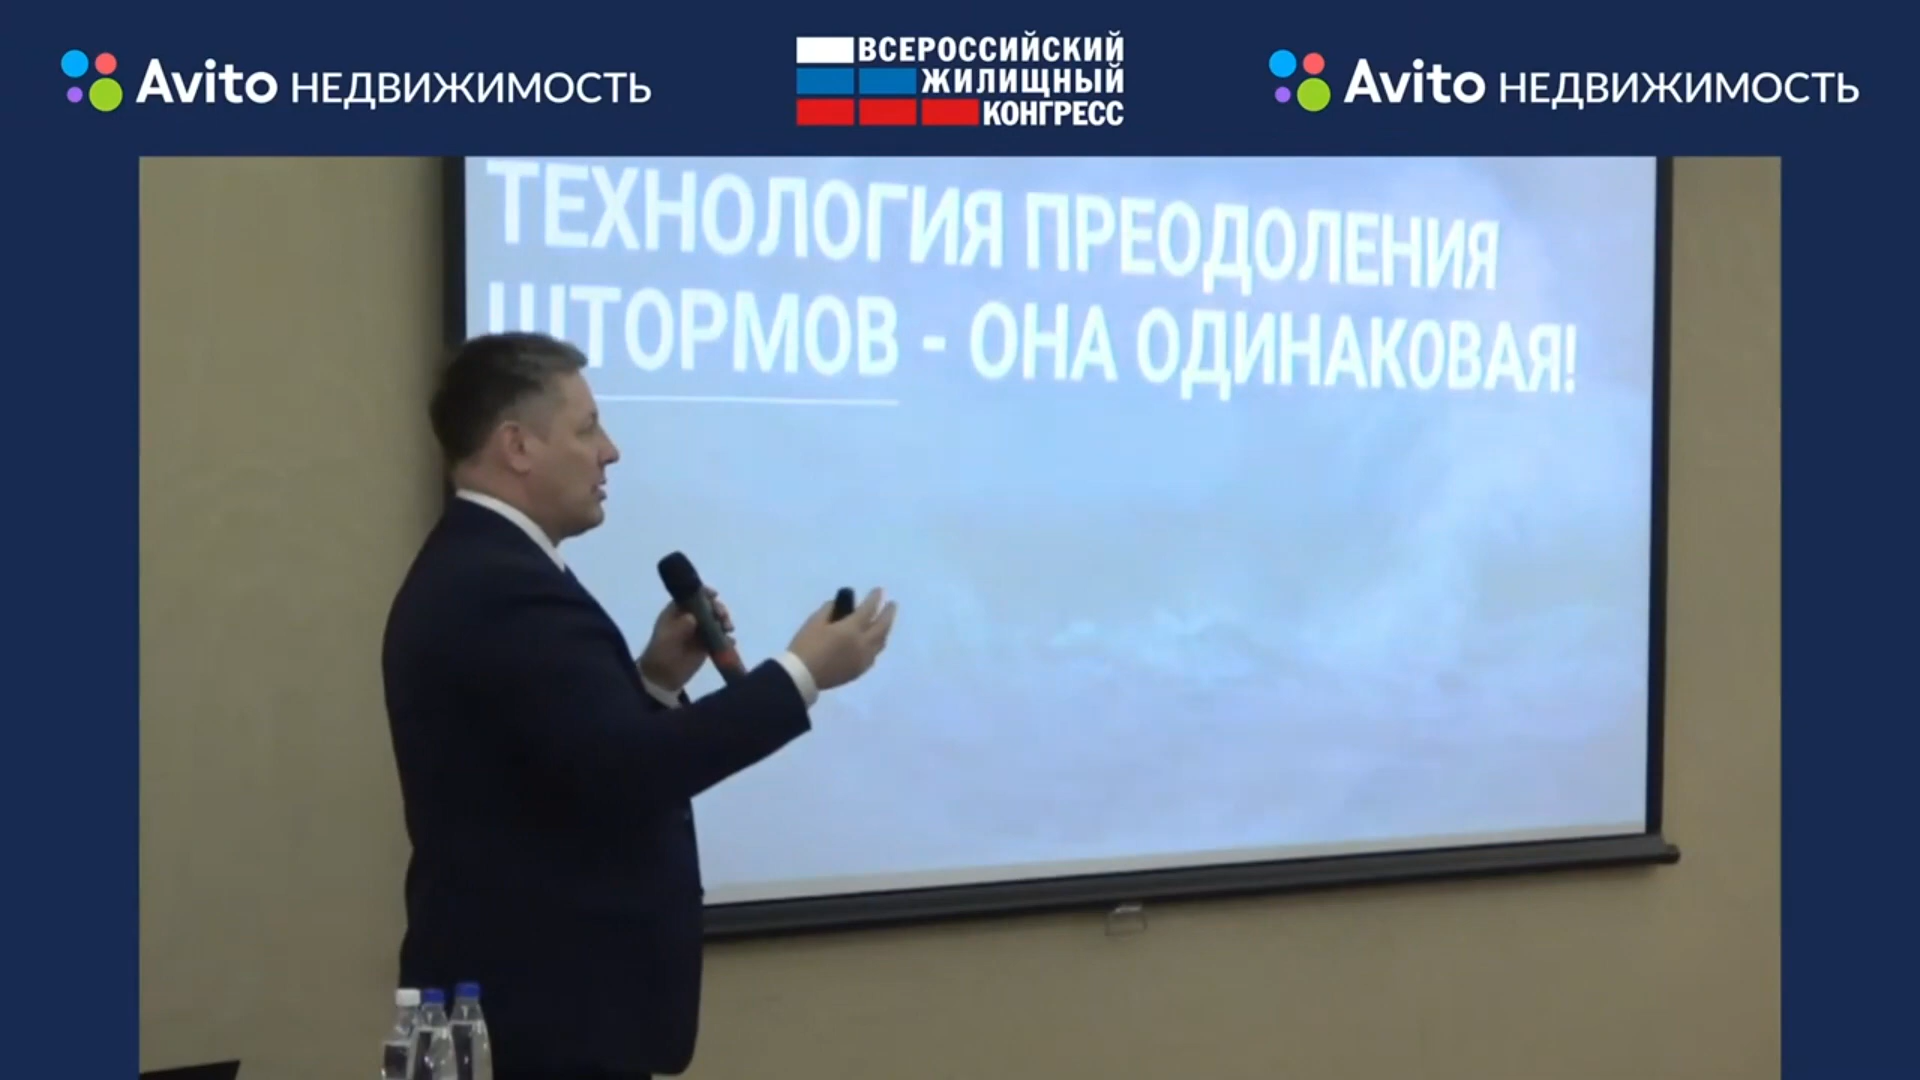 Avito НЕДВИЖИМОСТЬ
ВСЕРОССИЙСКИЙ
ЖИЛИЩНЫЙ
КОНГРЕСС
Avito НЕДВИЖИМОСТЬ
ТЕХНОЛОГИЯ ПРЕОДОЛЕНИЯ
ШТОРМОВ - ОНА ОДИНАКОВАЯ!